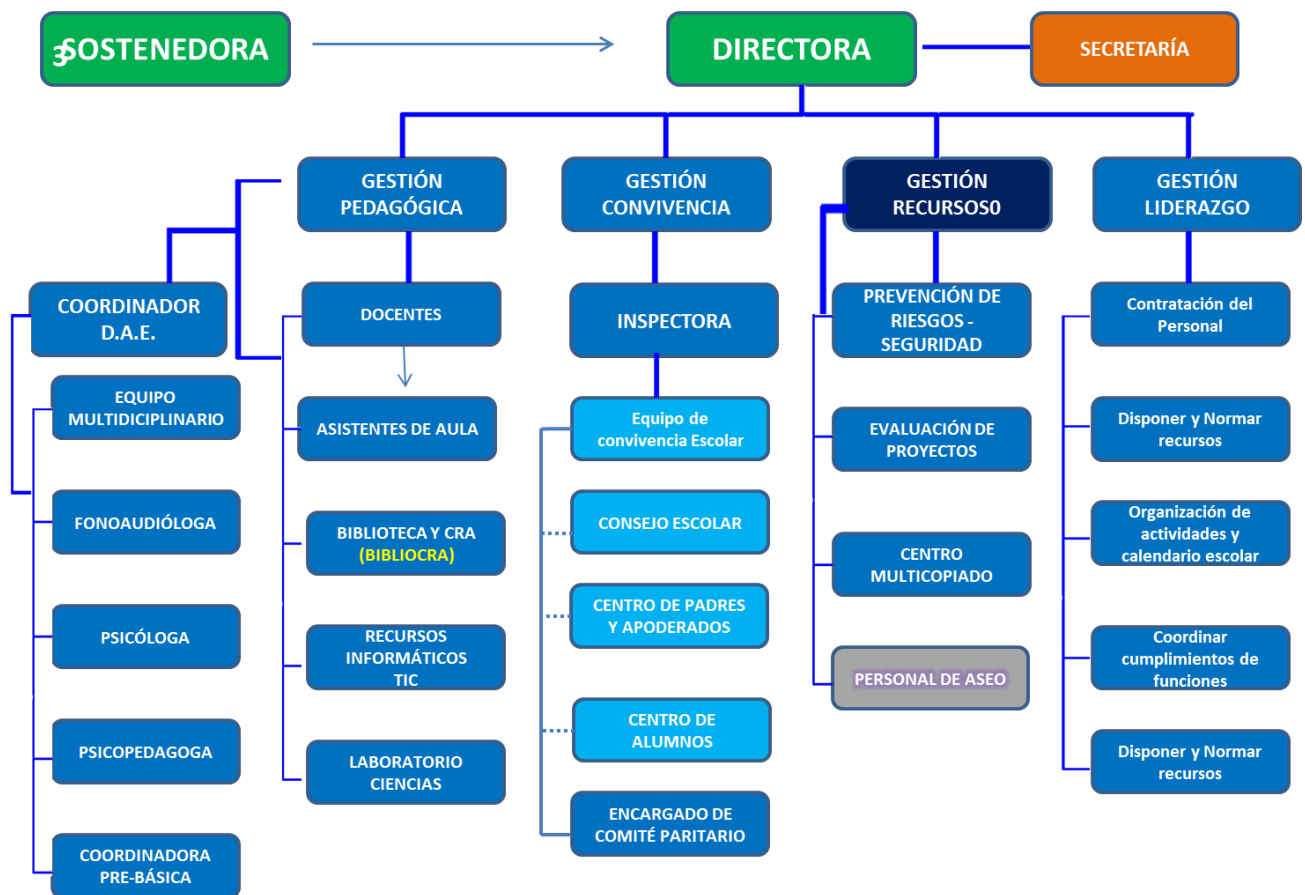 3
SOSTENEDORA
DIRECTORA
SECRETARÍA
GESTIÓN
PEDAGÓGICA
GESTIÓN
CONVIVENCIA
GESTIÓN
RECURSOS0
GESTIÓN
LIDERAZGO
COORDINADOR
D.A.E.
EQUIPO
MULTIDICIPLINARIO
FONOAUDIÓLOGA
PSICÓLOGA
PSICOPEDAGOGA
COORDINADORA
PRE-BÁSICA
DOCENTES
ASISTENTES DE AULA
BIBLIOTECA Y CRA
(BIBLIOCRA)
RECURSOS
INFORMÁTICOS
TIC
LABORATORIO
CIENCIAS
INSPECTORA
Equipo de
convivencia Escolar
CONSEJO ESCOLAR
CENTRO DE PADRES
Y APODERADOS
CENTRO DE
ALUMNOS
ENCARGADO DE
COMITÉ PARITARIO
PREVENCIÓN DE
RIESGOS -
SEGURIDAD
EVALUACIÓN DE
PROYECTOS
CENTRO
MULTICOPIADO
PERSONAL DE ASEO
Contratación del
Personal
Disponer y Normar
recursos
Organización de
actividades y
calendario escolar
Coordinar
cumplimientos de
funciones
Disponer y Normar
recursos